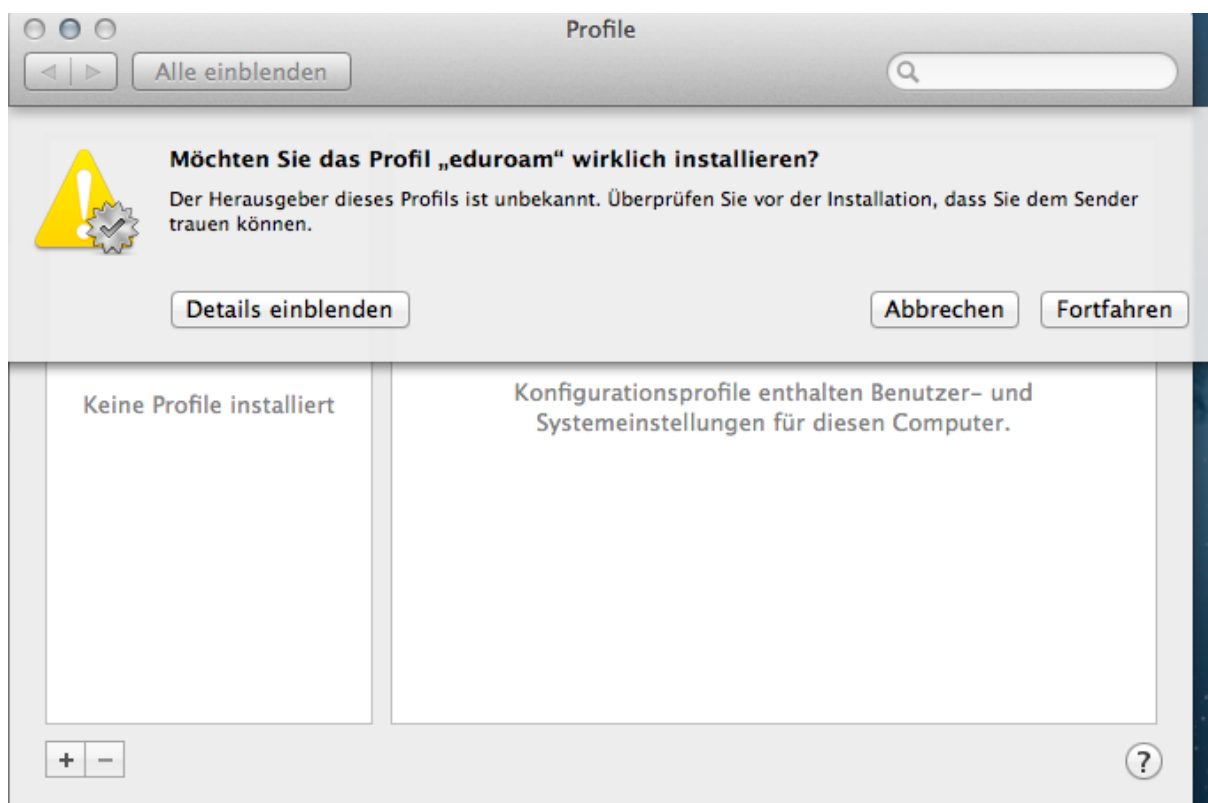 Profile
Alle einblenden
Möchten Sie das Profil „eduroam“ wirklich installieren?
Der Herausgeber dieses Profils ist unbekannt. Überprüfen Sie vor der Installation, dass Sie dem Sender
trauen können.
Details einblenden
Abbrechen
Fortfahren
Keine Profile installiert
Konfigurationsprofile enthalten Benutzer– und
Systemeinstellungen für diesen Computer.
+ −
?